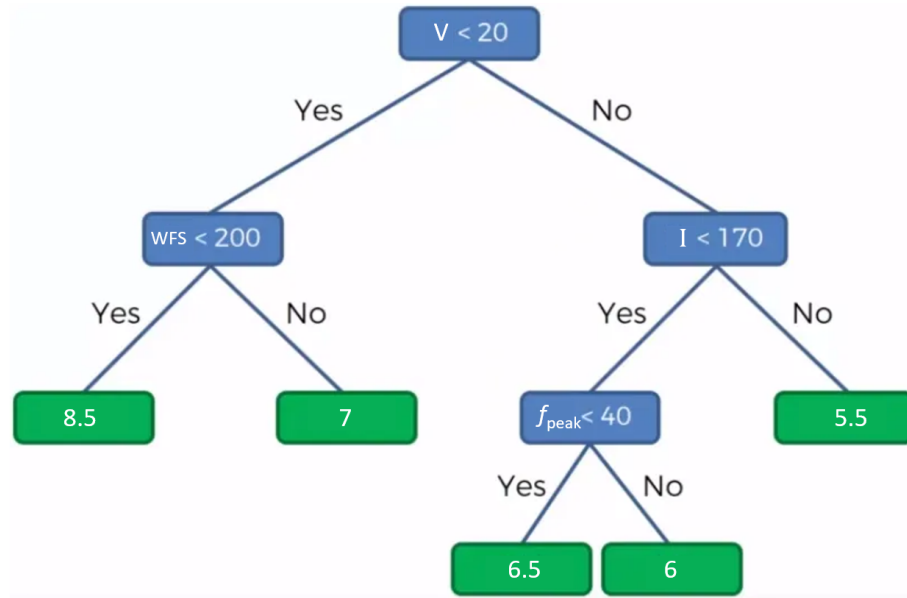 V < 20
Yes
No
WFS < 200
I < 170
Yes
No
Yes
No
8.5
7
fpeak< 40
5.5
Yes
No
6.5
6